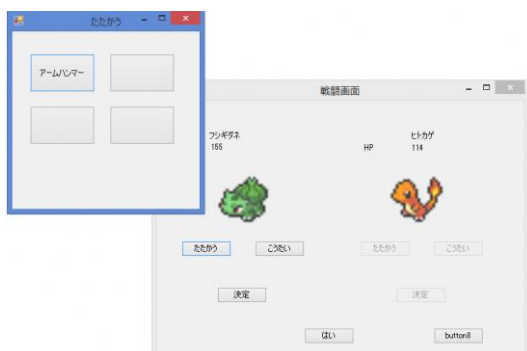 たたかう
アームハンマー
戦闘画面
フシギダネ
155
HP
ヒトカゲ
114
たたかう
こうたい
たたかう
こうたい
決定
決定
はい
button8